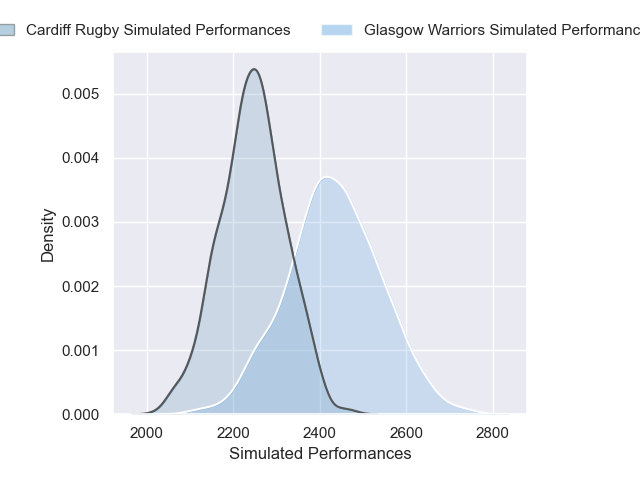 Cardiff Rugby Simulated Performances Glasgow Warriors Simulated
0.005
0.004
0.003
0.002
0.001
0.000
Density
2000 2200 2400 2600 2800
Simulated Performances